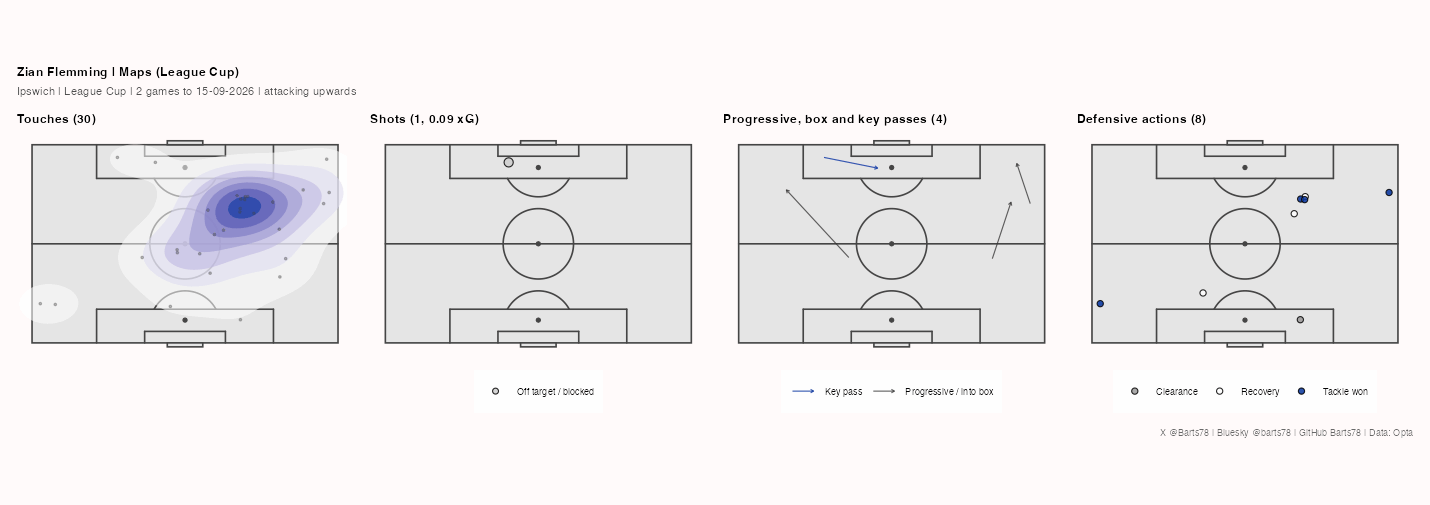 Zian Flemming | Maps (League Cup)
Ipswich | League Cup | 2 games to 15-09-2026 | attacking upwards
Touches (30)
Shots (1, 0.09 xG)
Progressive, box and key passes (4)
Defensive actions (8)
Off target / blocked
Key pass
Progressive / into box
Clearance
Recovery
Tackle won
X @Barts78 | Bluesky @barts78 | GitHub Barts78 | Data: Opta